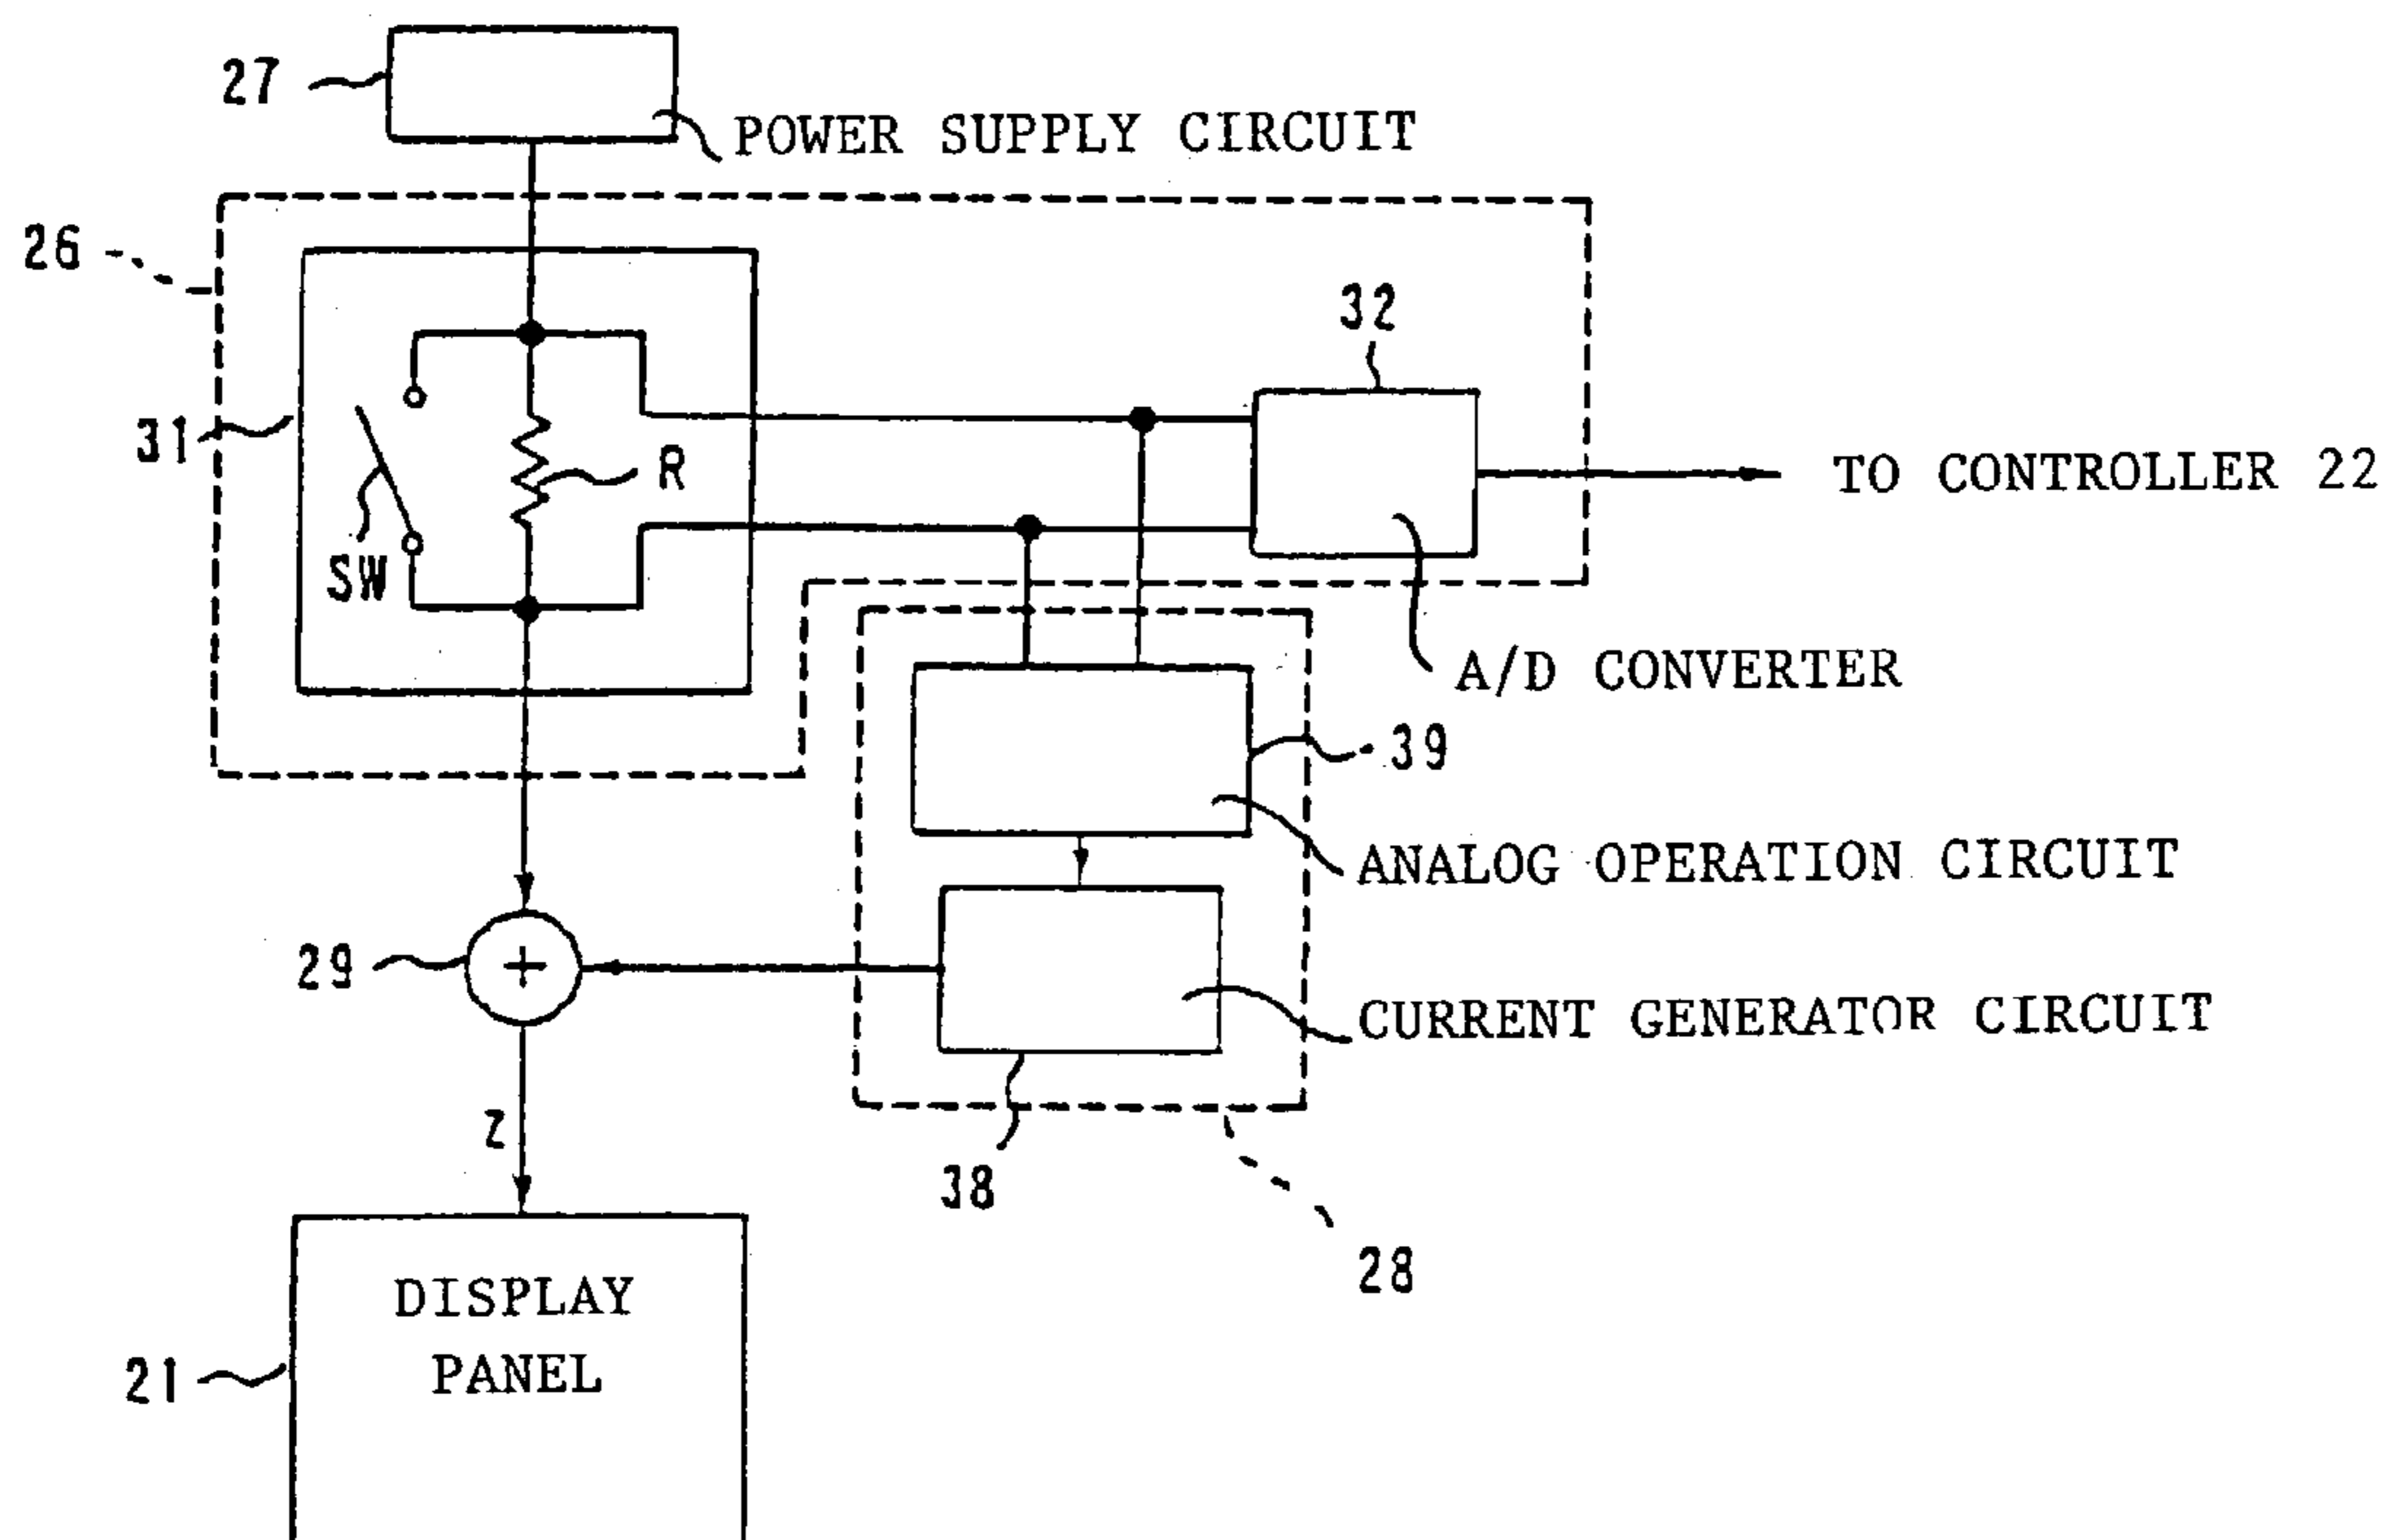 27
POWER SUPPLY CIRCUIT
26
32
31
R
TO CONTROLLER 22
SW
A/D CONVERTER
39
ANALOG OPERATION CIRCUIT
29
+
CURRENT GENERATOR CIRCUIT
Z
38
28
DISPLAY
PANEL
21